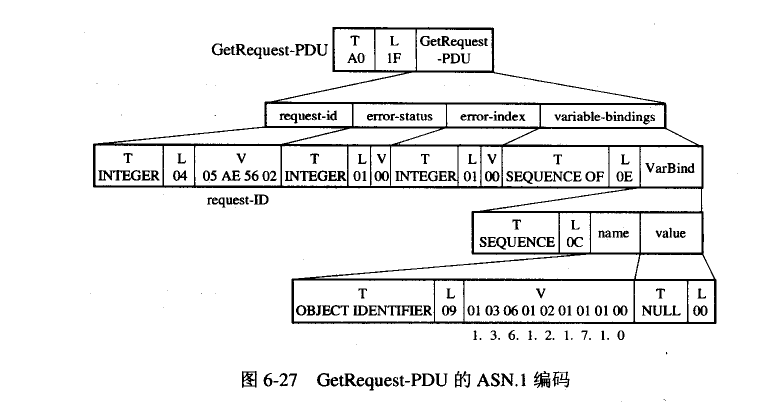 GetRequest-PDU T L GetRequest
A0 1F -PDU
request-id error-status error-index variable-bindings
T L V T L V T L V T L VarBind
INTEGER 04 05 AE 56 02 INTEGER 01 00 INTEGER 01 00 SEQUENCE OF 0E
request-ID
T L name value
SEQUENCE 0C
T L V T L
OBJECT IDENTIFIER 09 01 03 06 01 02 01 01 01 00 NULL 00
1. 3. 6. 1. 2. 1. 7. 1. 0
图 6-27 GetRequest-PDU 的 ASN.1 编码